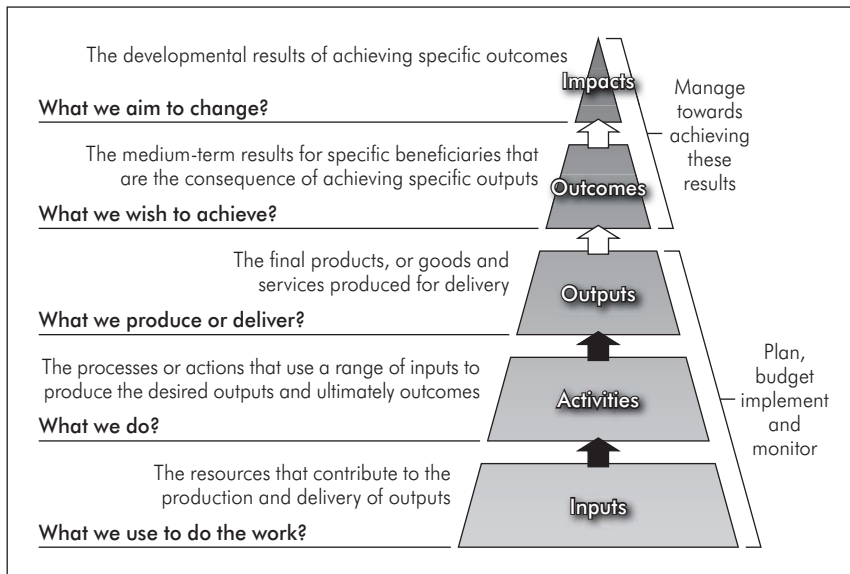 The developmental results of achieving specific outcomes
Impacts
What we aim to change?
Manage
towards
achieving
these
results
The medium-term results for specific beneficiaries that
are the consequence of achieving specific outputs
Outcomes
What we wish to achieve?
The final products, or goods and
services produced for delivery
Outputs
What we produce or deliver?
The processes or actions that use a range of inputs to
produce the desired outputs and ultimately outcomes
Activities
What we do?
Plan,
budget
implement
and
monitor
The resources that contribute to the
production and delivery of outputs
Inputs
What we use to do the work?